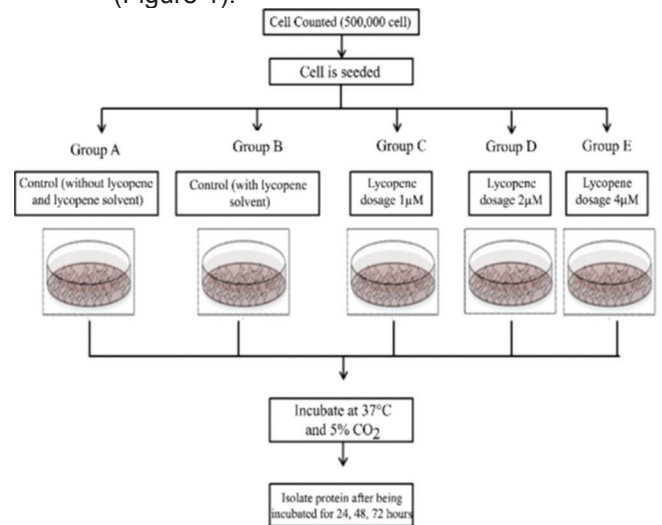 (Figure 1).
Cell Counted (500,000 cell)
Cell is seeded
Group A
Group B
Group C
Group D
Group E
Control (without lycopene
and lycopene solvent)
Control (with lycopene
solvent)
Lycopene
dosage 1µM
Lycopene
dosage 2µM
Lycopene
dosage 4µM
Incubate at 37°C
and 5% CO2
Isolate protein after being
incubated for 24, 48, 72 hours